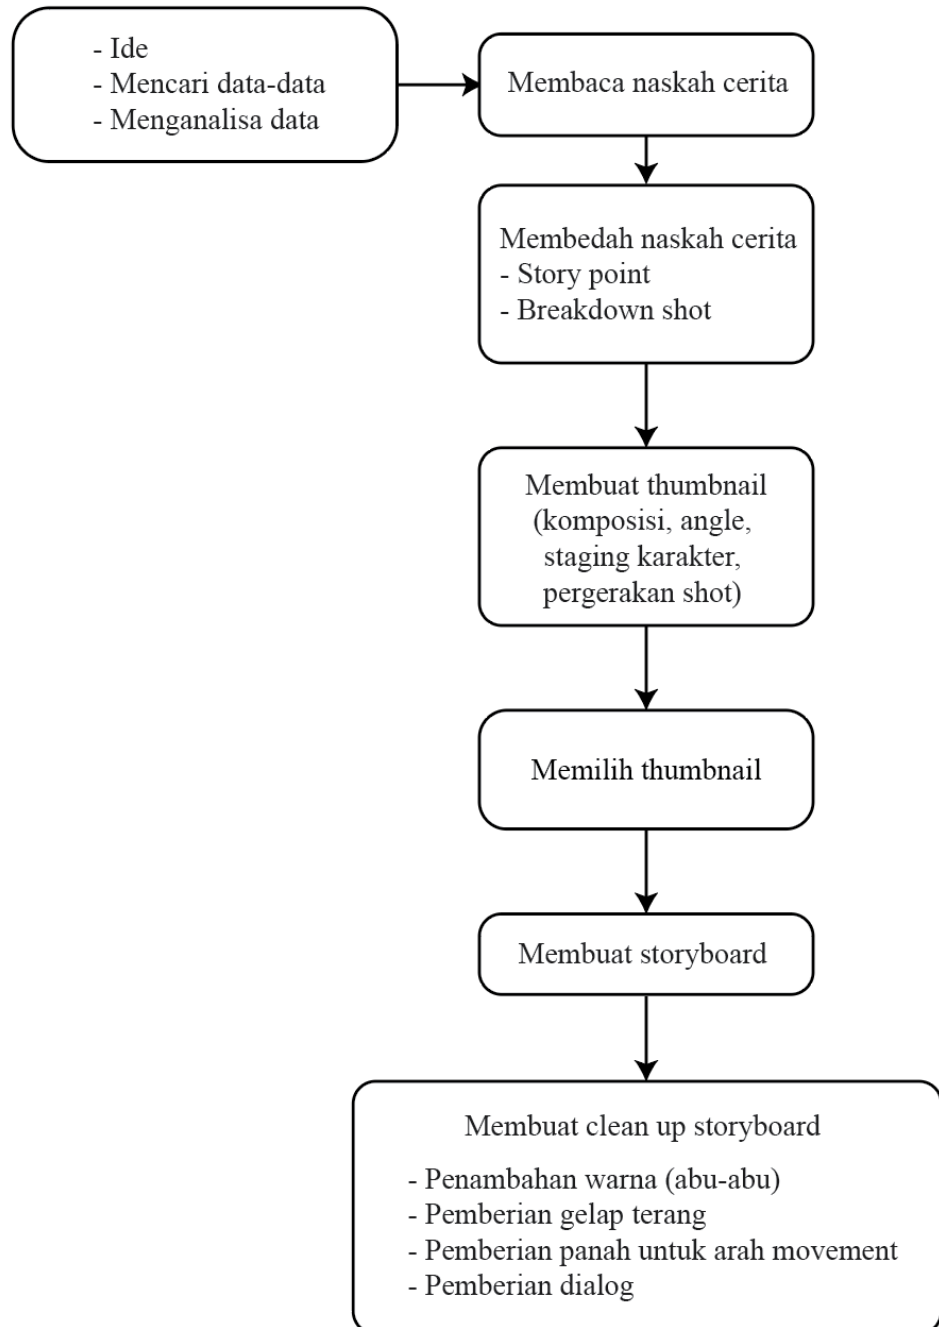 - Ide
- Mencari data-data
- Menganalisa data
Membaca naskah cerita
Membedah naskah cerita
- Story point
- Breakdown shot
Membuat thumbnail
(komposisi, angle,
staging karakter,
pergerakan shot)
Memilih thumbnail
Membuat storyboard
Membuat clean up storyboard
- Penambahan warna (abu-abu)
- Pemberian gelap terang
- Pemberian panah untuk arah movement
- Pemberian dialog